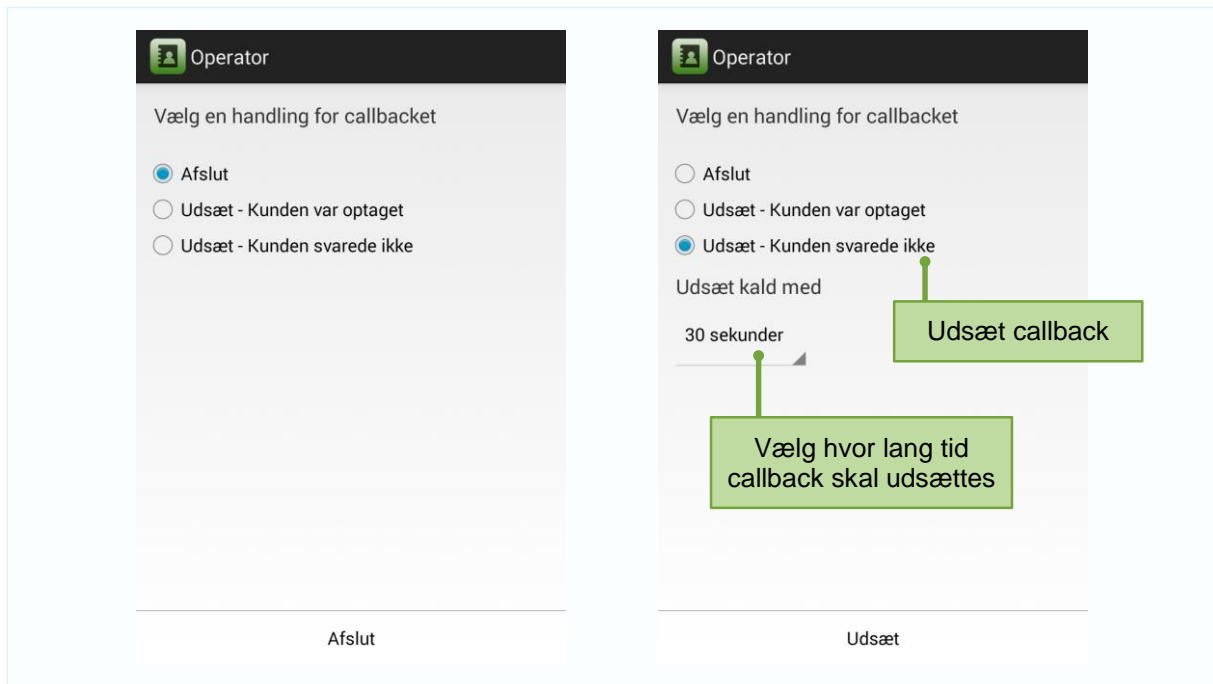 Operator
Vælg en handling for callbacket
Afslut
Udsæt - Kunden var optaget
Udsæt - Kunden svarede ikke
Afslut
Operator
Vælg en handling for callbacket
Afslut
Udsæt - Kunden var optaget
Udsæt - Kunden svarede ikke
Udsæt kald med
30 sekunder
Udsæt callback
Vælg hvor lang tid
callback skal udsættes
Udsæt